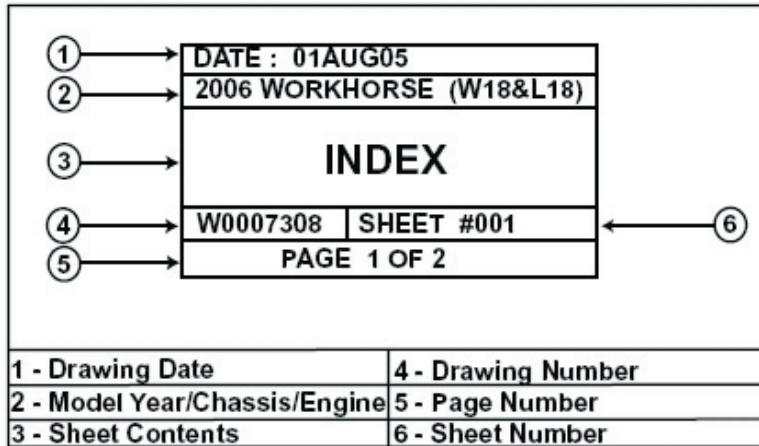 1 DATE : 01AUG05
2 2006 WORKHORSE (W18&L18)
3 INDEX
4 W0007308 SHEET #001 6
5 PAGE 1 OF 2
1 - Drawing Date 4 - Drawing Number
2 - Model Year/Chassis/Engine 5 - Page Number
3 - Sheet Contents 6 - Sheet Number